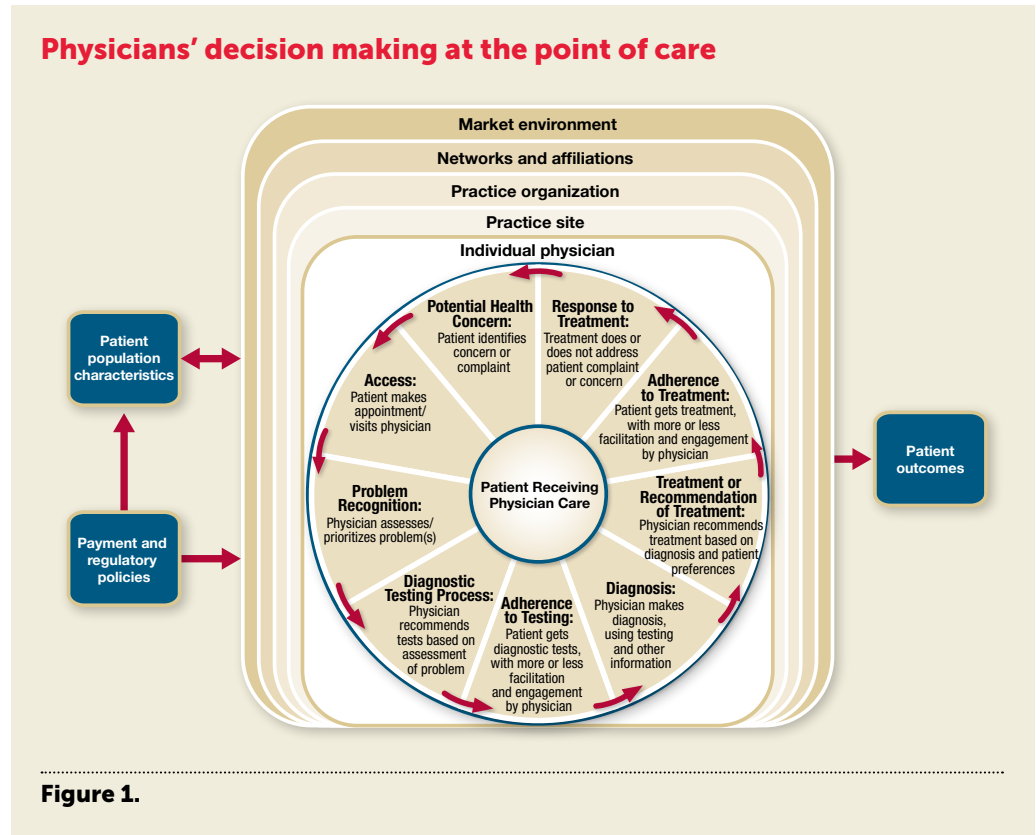 Physicians’ decision making at the point of care
Market environment
Networks and affiliations
Practice organization
Practice site
Individual physician
Potential Health
Concern:
Patient identifies
concern or
complaint
Response to
Treatment:
Treatment does or
does not address
patient complaint
or concern
Access:
Patient makes
appointment/
visits physician
Adherence
to Treatment:
Patient gets treatment,
with more or less
facilitation and engagement
by physician
Patient
population
characteristics
Patient
outcomes
Patient Receiving
Physician Care
Problem
Recognition:
Physician assesses/
prioritizes problem(s)
Treatment or
Recommendation
of Treatment:
Physician recommends
treatment based on
diagnosis and patient
preferences
Payment and
regulatory
policies
Diagnostic
Testing Process:
Physician
recommends
tests based on
assessment
of problem
Adherence
to Testing:
Patient gets
diagnostic tests,
with more or less
facilitation
and engagement
by physician
Diagnosis:
Physician makes
diagnosis,
using testing
and other
information
Figure 1.